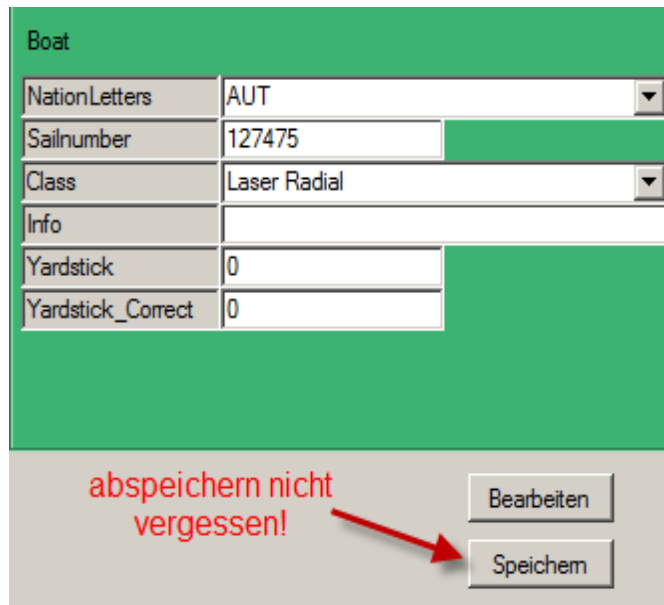 Boat
NationLetters AUT
Sailnumber 127475
Class Laser Radial
Info
Yardstick 0
Yardstick_Correct 0
abspeichern nicht
vergessen!
Bearbeiten
Speichern